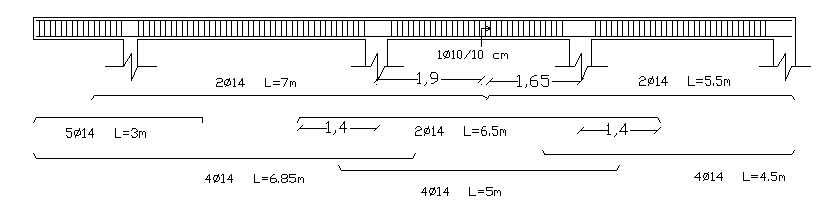 1Ø10/10 cm
2Ø14 L=7m
1,9
1,65
2Ø14 L=5.5m
5Ø14 L=3m
1,4
2Ø14 L=6.5m
1,4
4Ø14 L=6.85m
4Ø14 L=5m
4Ø14 L=4.5m